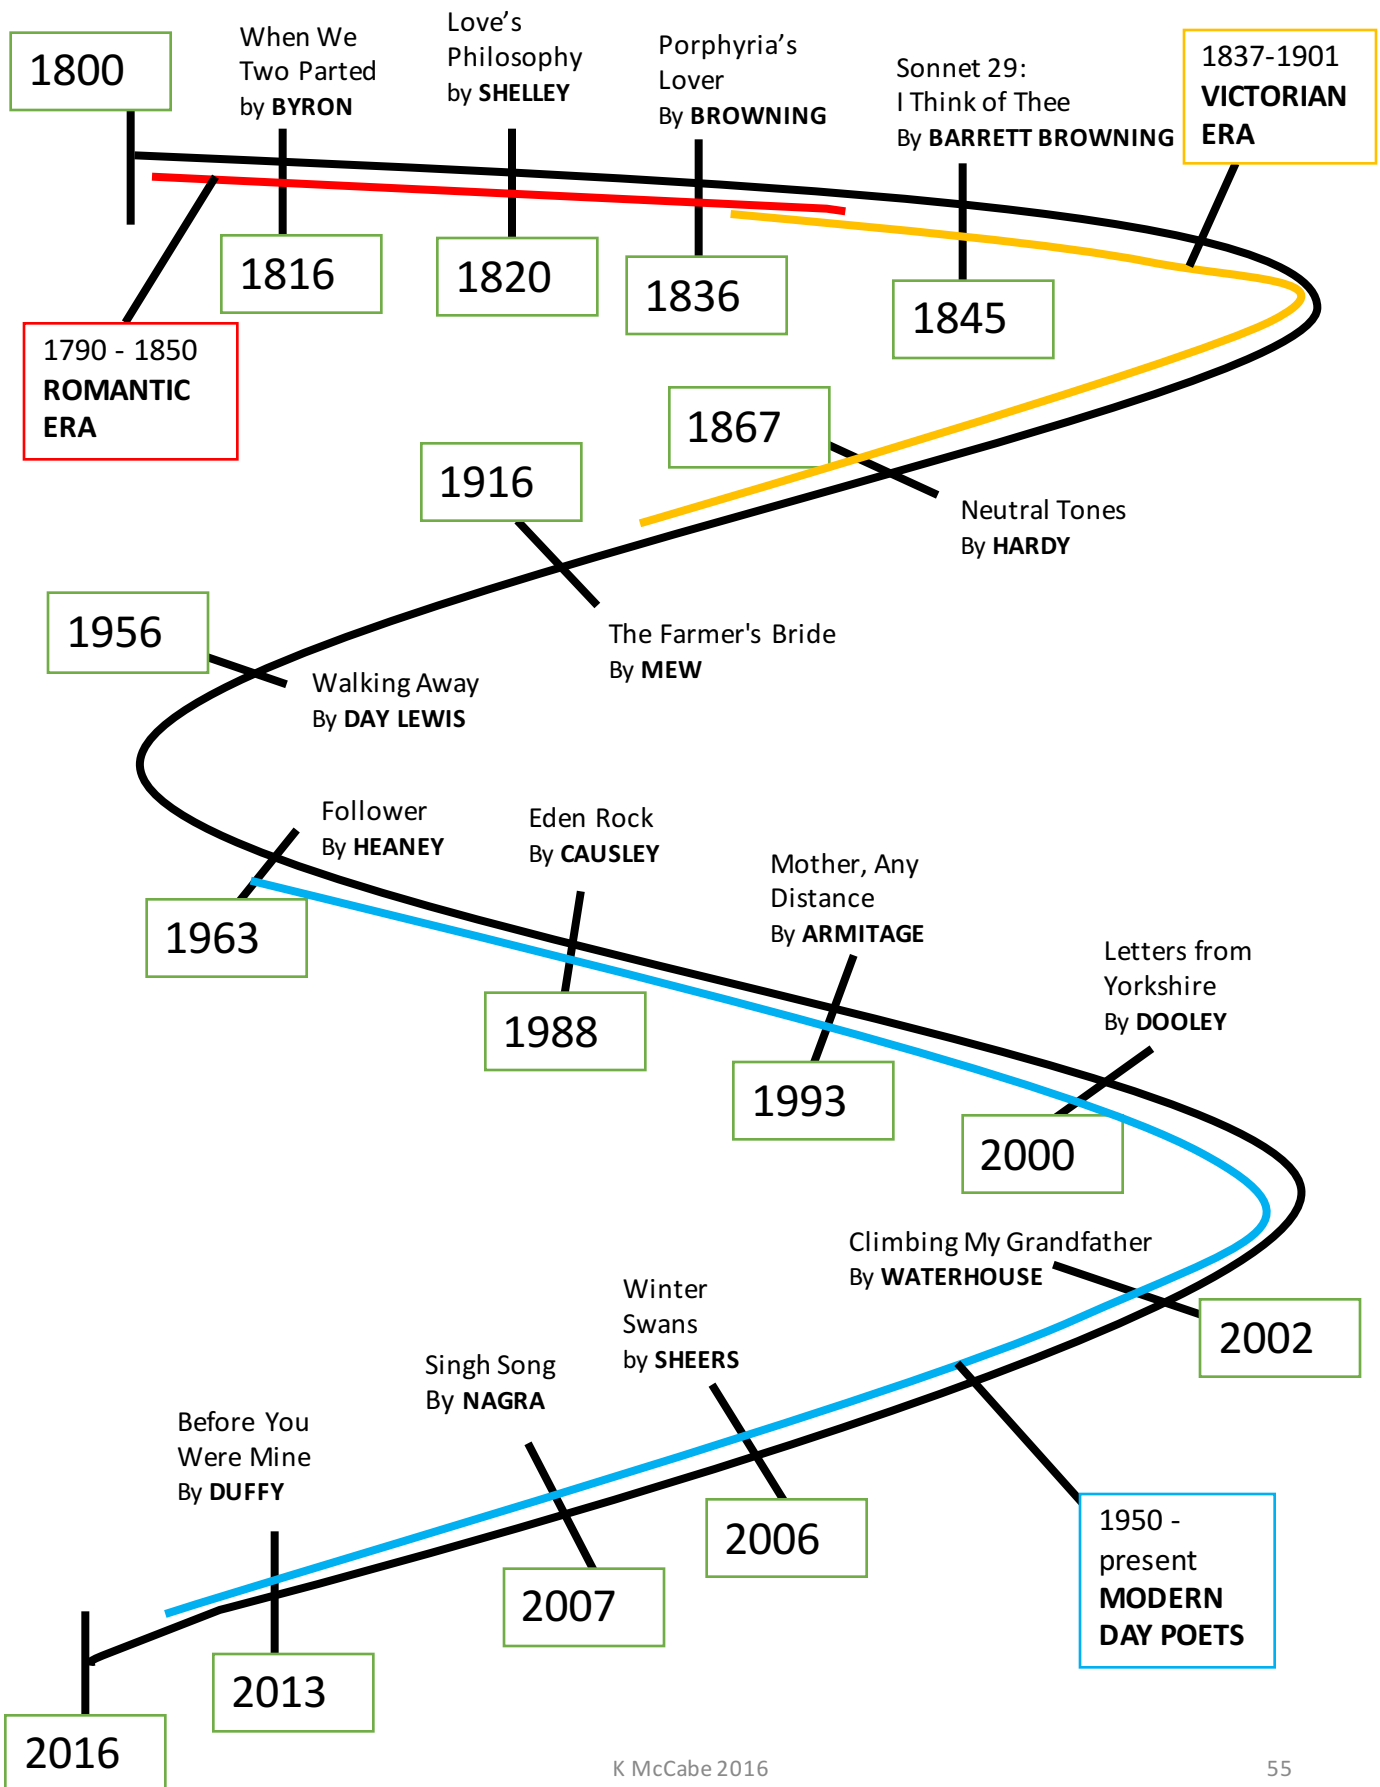 1800
When We
Two Parted
by BYRON
Love's
Philosophy
by SHELLEY
Porphyria's
Lover
By BROWNING
Sonnet 29:
I Think of Thee
By BARRETT BROWNING
1837-1901
VICTORIAN
ERA
1816
1820
1836
1845
1790 - 1850
ROMANTIC
ERA
1867
1916
Neutral Tones
By HARDY
1956
The Farmer's Bride
By MEW
Walking Away
By DAY LEWIS
Follower
By HEANEY
Eden Rock
By CAUSLEY
Mother, Any
Distance
By ARMITAGE
1963
1988
1993
Letters from
Yorkshire
By DOOLEY
2000
Climbing My Grandfather
By WATERHOUSE
2002
Winter
Swans
by SHEERS
Singh Song
By NAGRA
Before You
Were Mine
By DUFFY
2006
2007
1950 -
present
MODERN
DAY POETS
2013
2016
K McCabe 2016
55